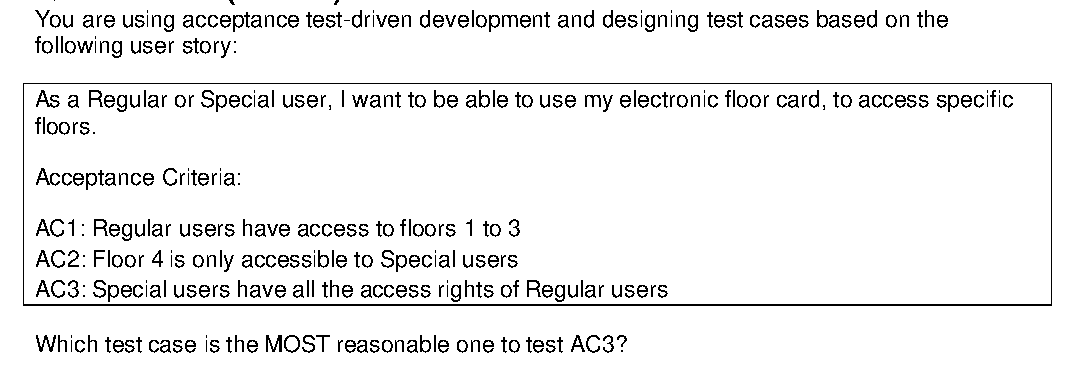 You are using acceptance test-driven development and designing test cases based on the
following user story:
As a Regular or Special user, I want to be able to use my electronic floor card, to access specific
floors.
Acceptance Criteria:
AC1: Regular users have access to floors 1 to 3
AC2: Floor 4 is only accessible to Special users
AC3: Special users have all the access rights of Regular users
Which test case is the MOST reasonable one to test AC3?